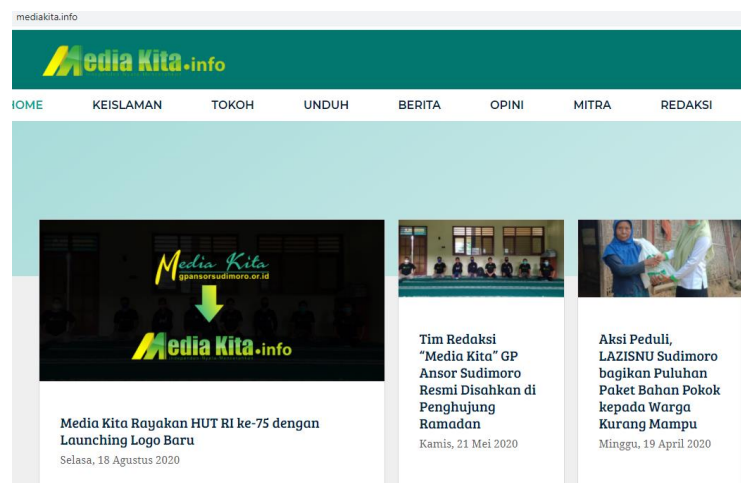 mediakita.info
Media Kita.info
HOME KEISLAMAN TOKOH UNDUH BERITA OPINI MITRA REDAKSI
Media Kita
gpansorsudimoro.or.id
Media Kita.info
Media Kita Rayakan HUT RI ke-75 dengan
Launching Logo Baru
Selasa, 18 Agustus 2020
Tim Redaksi
“Media Kita” GP
Ansor Sudimoro
Resmi Disahkan di
Penghujung
Ramadan
Kamis, 21 Mei 2020
Aksi Peduli,
LAZISNU Sudimoro
bagikan Puluhan
Paket Bahan Pokok
kepada Warga
Kurang Mampu
Minggu, 19 April 2020